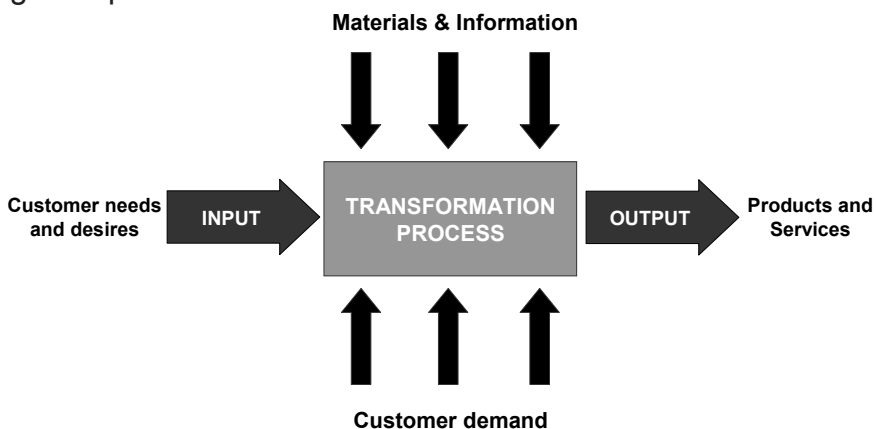 Materials & Information
Customer needs
and desires
INPUT
TRANSFORMATION
PROCESS
OUTPUT
Products and
Services
Customer demand